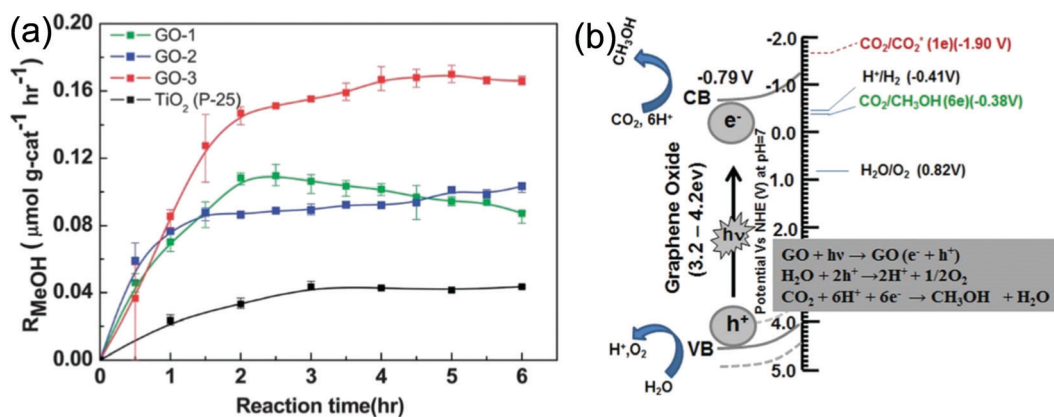 (a)
0.20
0.16
0.12
0.08
0.04
0.00
R_MeOH ( μmol g-cat⁻¹ hr⁻¹)
GO-1
GO-2
GO-3
TiO₂ (P-25)
0 1 2 3 4 5 6
Reaction time(hr)
(b)
CH₃OH
CO₂, 6H⁺
-0.79 V
CB
e⁻
Graphene Oxide
(3.2 – 4.2ev)
hν
h⁺
VB
H⁺,O₂
H₂O
Potential Vs NHE (V) at pH=7
-2.0
-1.0
0.0
1.0
2.0
4.0
5.0
CO₂/CO₂˙ (1e)(-1.90 V)
H⁺/H₂ (-0.41V)
CO₂/CH₃OH (6e)(-0.38V)
H₂O/O₂ (0.82V)
GO + hν → GO (e⁻ + h⁺)
H₂O + 2h⁺ →2H⁺ + 1/2O₂
CO₂ + 6H⁺ + 6e⁻ → CH₃OH + H₂O